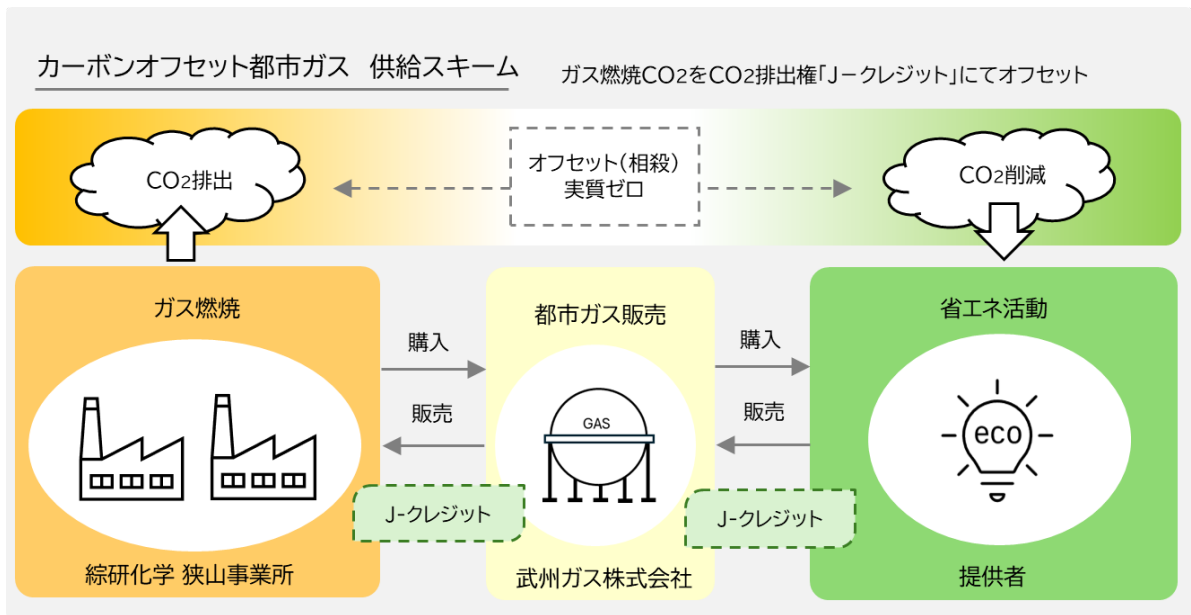 カーボンオフセット都市ガス 供給スキーム
ガス燃焼CO2をCO2排出権「J－クレジット」にてオフセット
CO2排出
オフセット(相殺)
実質ゼロ
CO2削減
ガス燃焼
都市ガス販売
省エネ活動
購入
購入
販売
販売
GAS
eco
J-クレジット
J-クレジット
綜研化学 狭山事業所
武州ガス株式会社
提供者